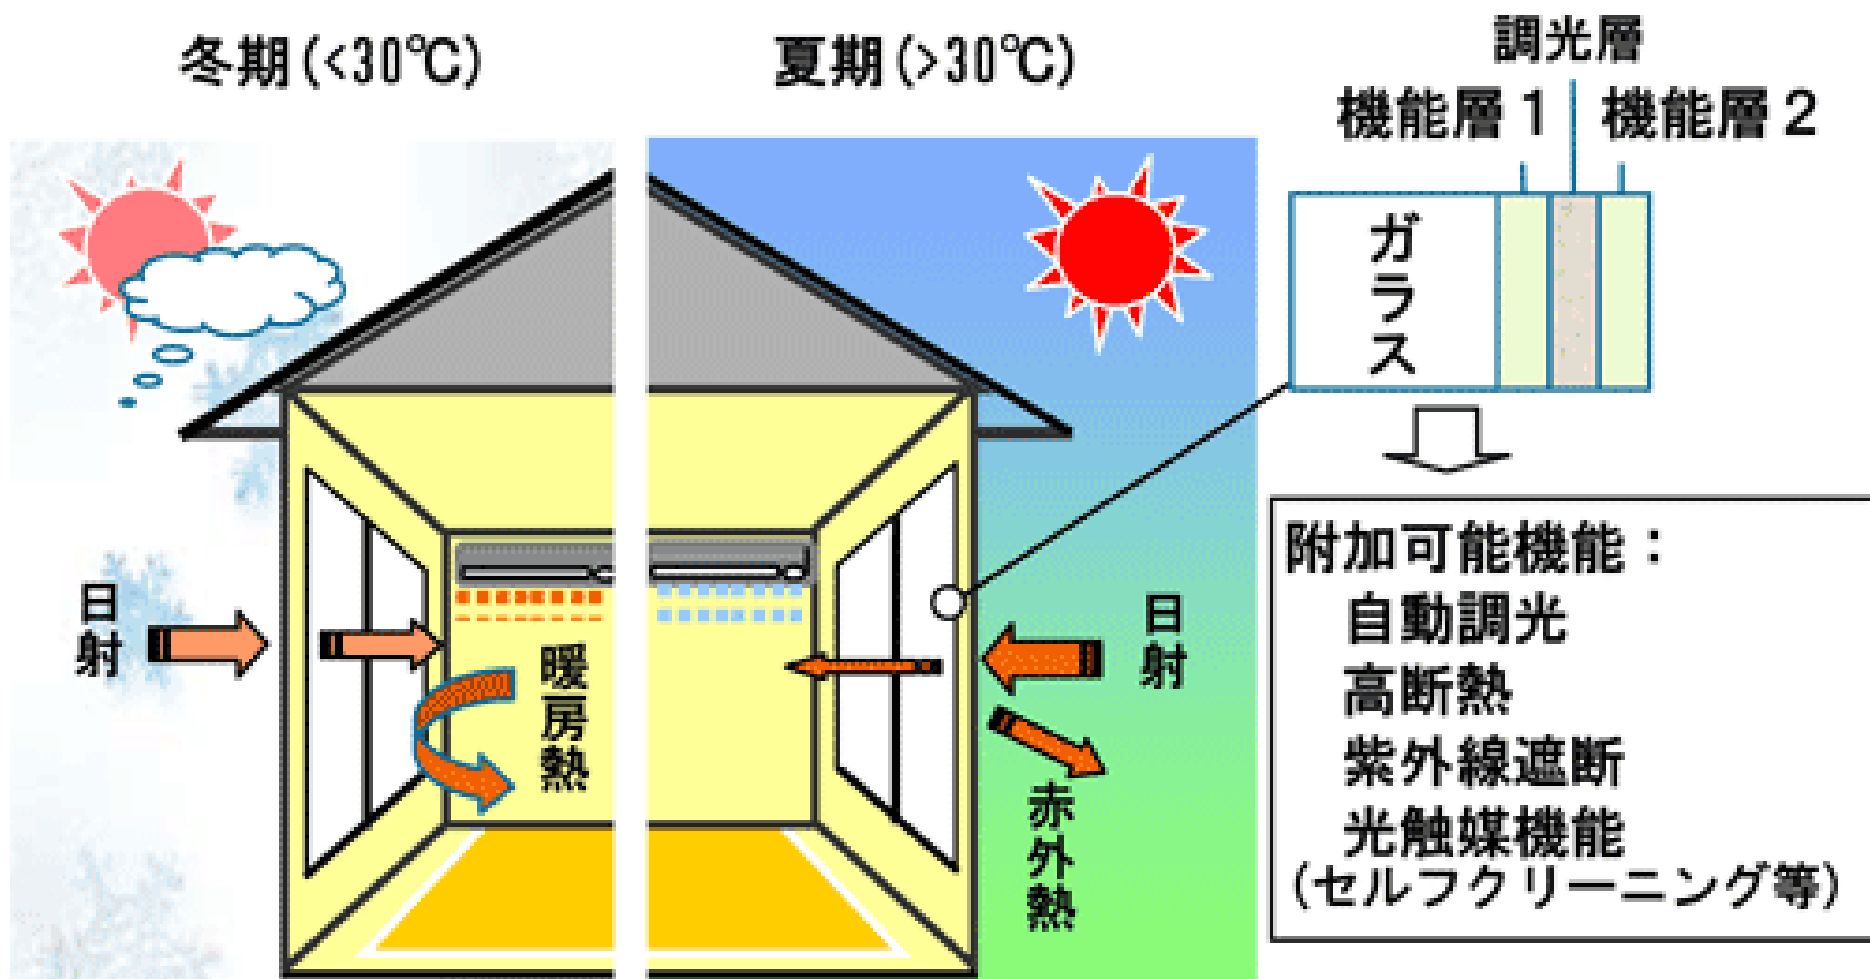 冬期(<30℃)
夏期(>30℃)
調光層
機能層1
機能層2
ガラス
日射
暖房熱
日射
赤外熱
附加可能機能：
自動調光
高断熱
紫外線遮断
光触媒機能
(セルフクリーニング等)